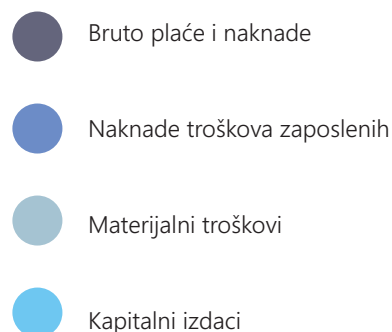 Bruto plaće i naknade
Naknade troškova zaposlenih
Materijalni troškovi
Kapitalni izdaci